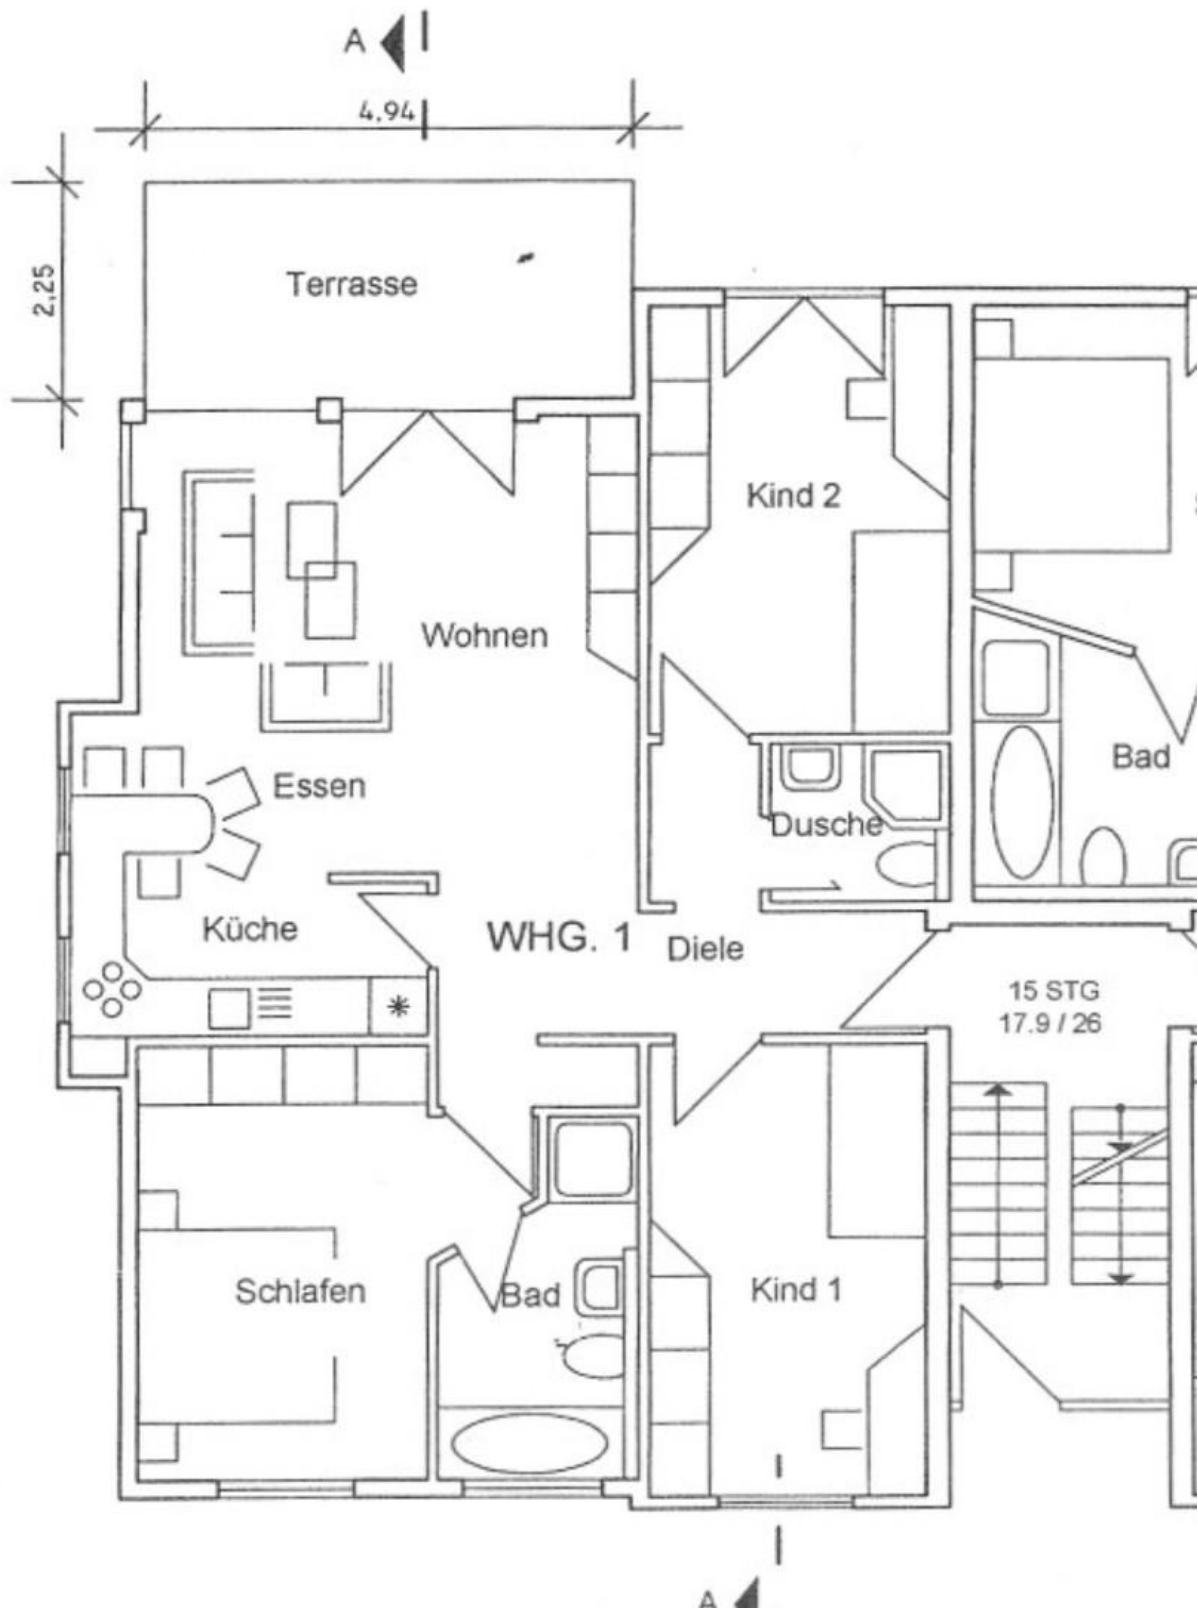 A
4,94
2,25
Terrasse
Kind 2
Wohnen
Essen
Bad
Dusche
Küche
WHG. 1
Diele
15 STG
17.9 / 26
Schlafen
Bad
Kind 1
A